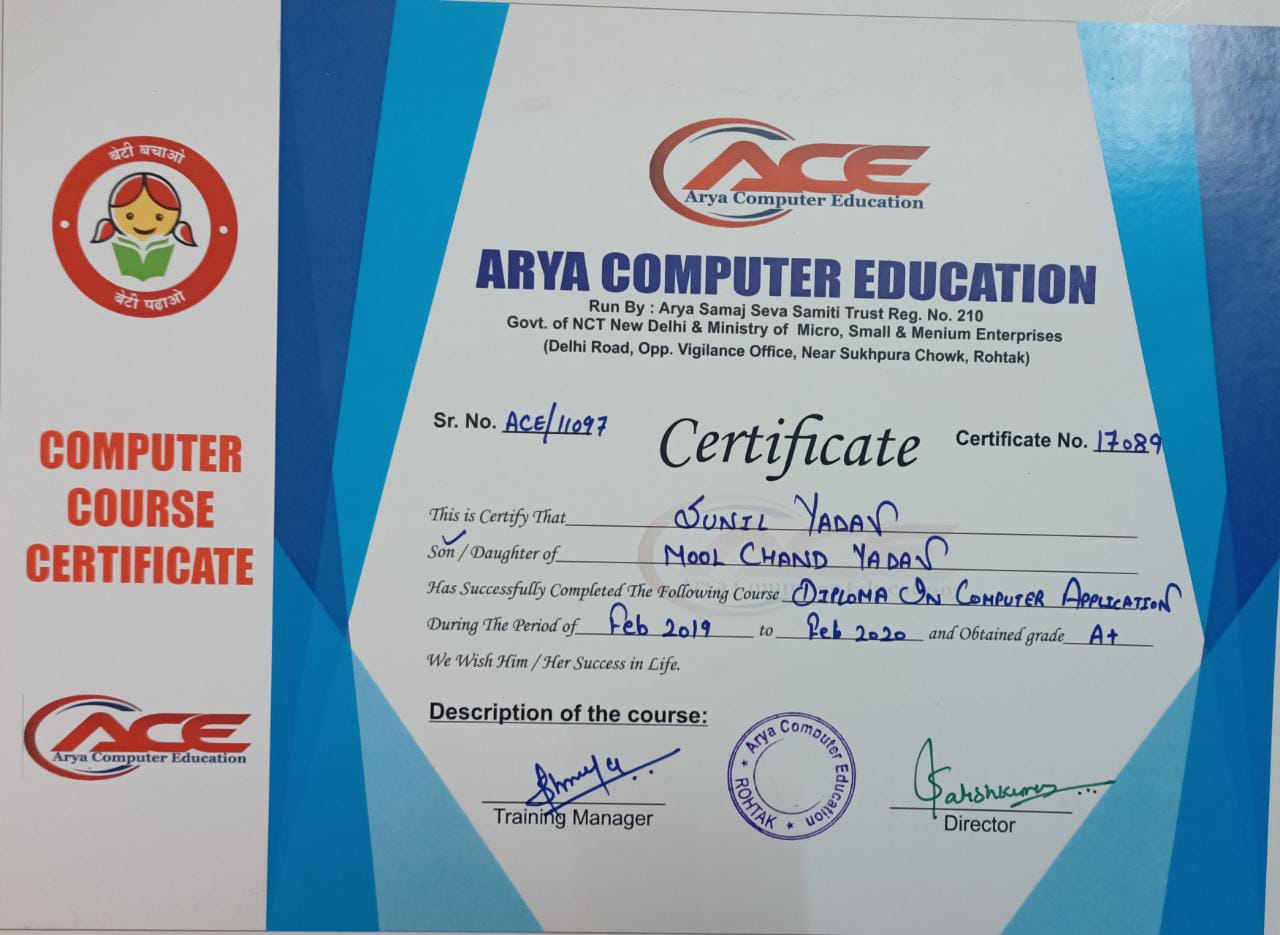 बेटी बचाओ
बेटी पढ़ाओ
COMPUTER
COURSE
CERTIFICATE
ACE
Arya Computer Education
ACE
Arya Computer Education
ARYA COMPUTER EDUCATION
Run By : Arya Samaj Seva Samiti Trust Reg. No. 210
Govt. of NCT New Delhi & Ministry of Micro, Small & Menium Enterprises
(Delhi Road, Opp. Vigilance Office, Near Sukhpura Chowk, Rohtak)
Sr. No. ACE/11097
Certificate
Certificate No. 17089
This is Certify That SUNIL YADAV
Son / Daughter of MOOL CHAND YADAV
Has Successfully Completed The Following Course DIPLOMA IN COMPUTER APPLICATION
During The Period of Feb 2019 to Feb 2020 and Obtained grade A+
We Wish Him / Her Success in Life.
Description of the course:
Arya Computer Education
ROHTAK
Training Manager
Director